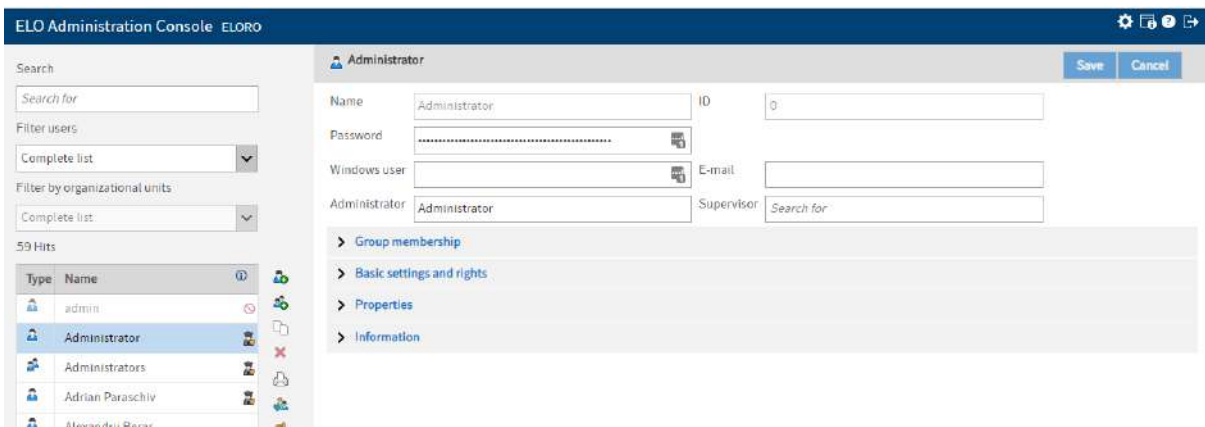 ELO Administration Console ELORO
Search
Search for
Filter users
Complete list
Filter by organizational units
Complete list
59 Hits
Type Name
admin
Administrator
Administrators
Adrian Paraschiv
Administrator
Save Cancel
Name Administrator ID 0
Password
Windows user E-mail
Administrator Administrator Supervisor Search for
Group membership
Basic settings and rights
Properties
Information